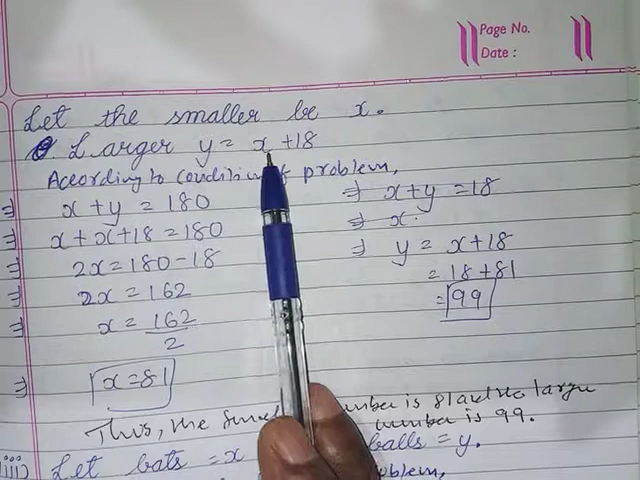 Page No.
Date :
Let the smaller be x.
Larger y = x +18
According to condition of problem,
⇒ x + y = 180
⇒ x + x + 18 = 180
⇒ 2x = 180 - 18
⇒ 2x = 162
⇒ x = 162
2
⇒ x = 81
⇒ x + y = 18
⇒ x
⇒ y = x + 18
= 18 + 81
= 99
Thus, the number is 81 and the large
number is 99.
(iii) Let bats = x balls = y.
problem,